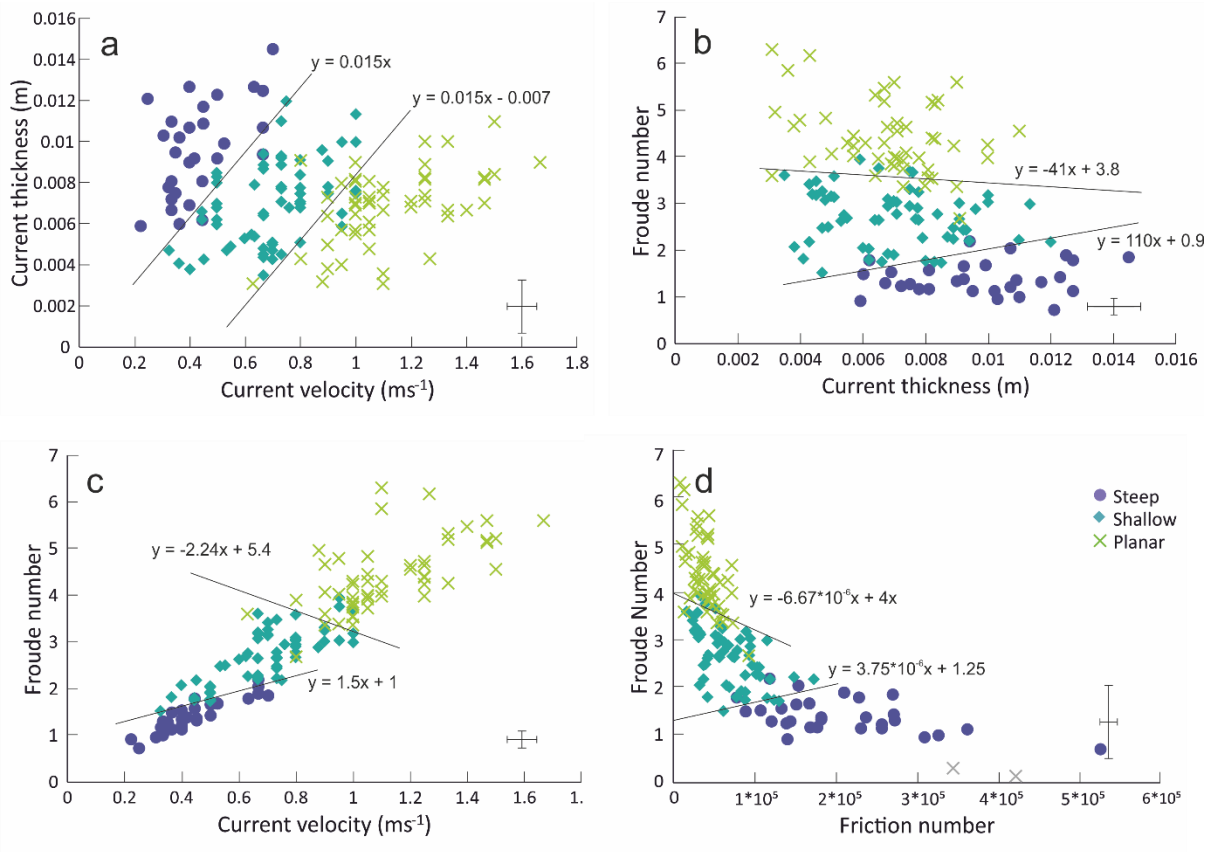 a
0.016
0.014
0.012
0.010
0.008
0.006
0.004
0.002
0
Current thickness (m)
y = 0.015x
y = 0.015x - 0.007
0 0.2 0.4 0.6 0.8 1 1.2 1.4 1.6 1.8
Current velocity (ms-1)
b
7
6
5
4
3
2
1
0
Froude number
y = -41x + 3.8
y = 110x + 0.9
0 0.002 0.004 0.006 0.008 0.01 0.012 0.014 0.016
Current thickness (m)
c
7
6
5
4
3
2
1
0
Froude number
y = -2.24x + 5.4
y = 1.5x + 1
0 0.2 0.4 0.6 0.8 1 1.2 1.4 1.6 1.
Current velocity (ms-1)
d
7
6
5
4
3
2
1
0
Froude Number
Steep
Shallow
Planar
y = -6.67*10-6x + 4x
y = 3.75*10-6x + 1.25
0 1*105 2*105 3*105 4*105 5*105 6*105
Friction number